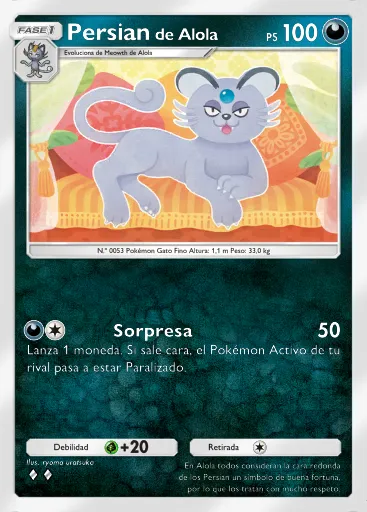 FASE 1
Persian de Alola
PS 100
Evoluciona de Meowth de Alola
N.º 0053 Pokémon Gato Fino Altura: 1,1 m Peso: 33,0 kg
Sorpresa 50
Lanza 1 moneda. Si sale cara, el Pokémon Activo de tu
rival pasa a estar Paralizado.
Debilidad +20
Retirada
Ilus. ryoma uratsuka
En Alola todos consideran la cara redonda
de los Persian un símbolo de buena fortuna,
por lo que los tratan con mucho respeto.